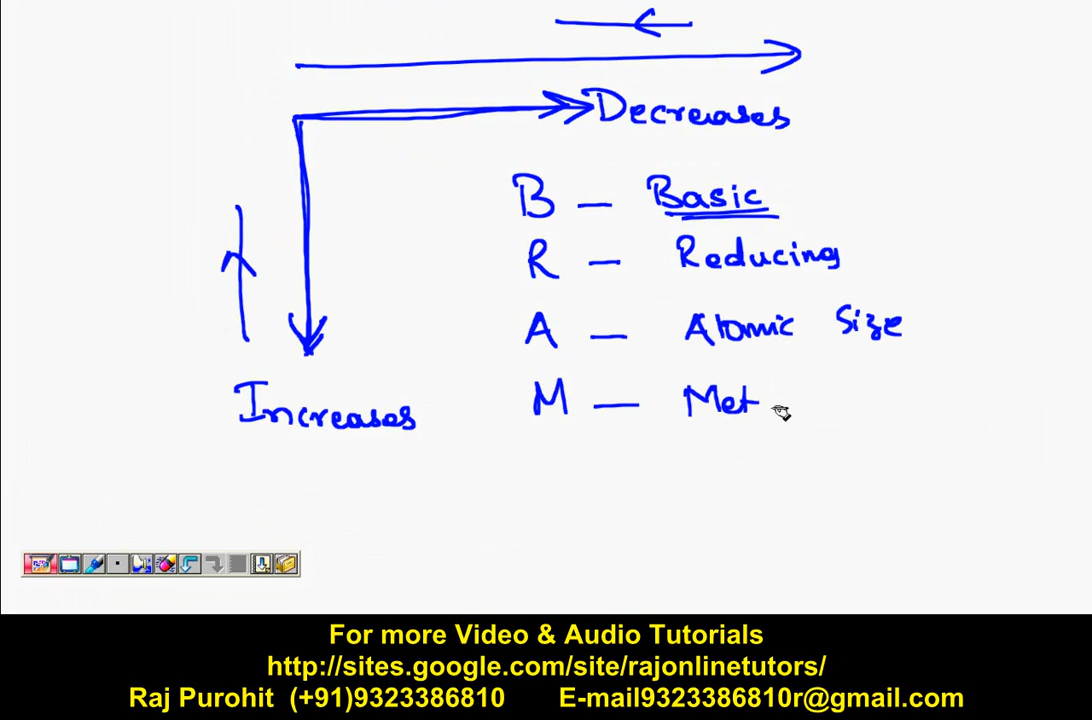 Decreases
B – Basic
R – Reducing
A – Atomic Size
M – Met
Increases
For more Video & Audio Tutorials
http://sites.google.com/site/rajonlinetutors/
Raj Purohit (+91)9323386810 E-mail9323386810r@gmail.com